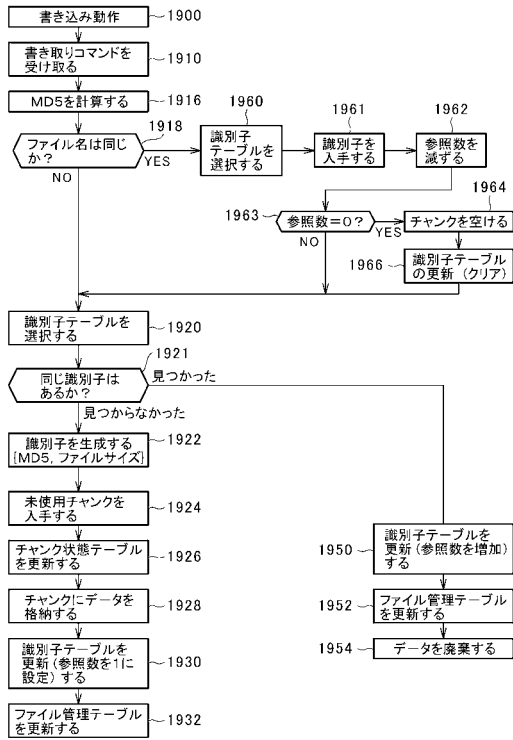 書き込み動作
1900
書き取りコマンドを
受け取る
1910
MD5を計算する
1916
ファイル名は同じ
か?
1918
YES
NO
1960
識別子
テーブルを
選択する
1961
識別子を
入手する
1962
参照数を
減ずる
1963
参照数=0?
YES
NO
1964
チャンクを空ける
1966
識別子テーブル
の更新(クリア)
識別子テーブルを
選択する
1920
1921
同じ識別子は
あるか?
見つかった
見つからなかった
識別子を生成する
{MD5, ファイルサイズ}
1922
未使用チャンクを
入手する
1924
チャンク状態テーブル
を更新する
1926
チャンクにデータを
格納する
1928
識別子テーブルを
更新(参照数を1に
設定)する
1930
ファイル管理テーブル
を更新する
1932
1950
識別子テーブルを
更新(参照数を増加)
する
1952
ファイル管理テーブル
を更新する
1954
データを廃棄する